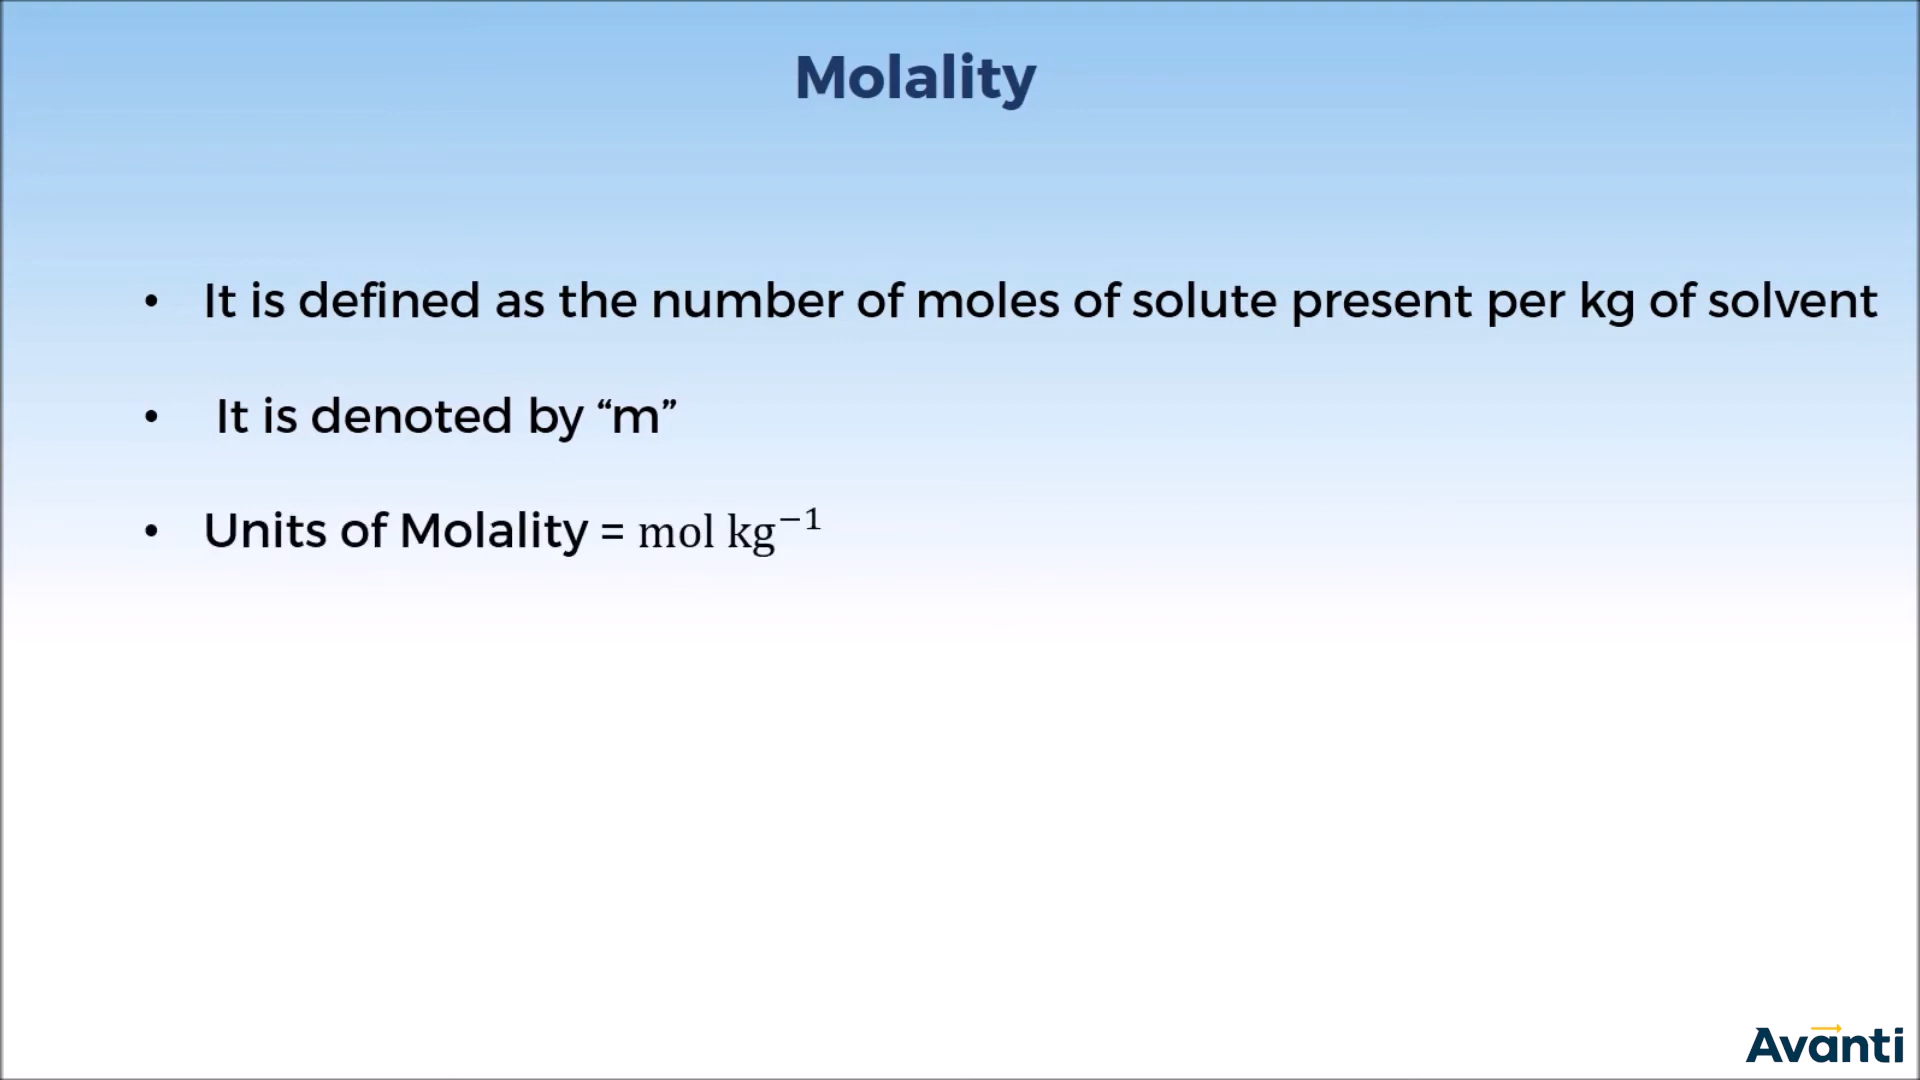 Molality
• It is defined as the number of moles of solute present per kg of solvent
• It is denoted by “m”
• Units of Molality = mol kg⁻¹
Avanti